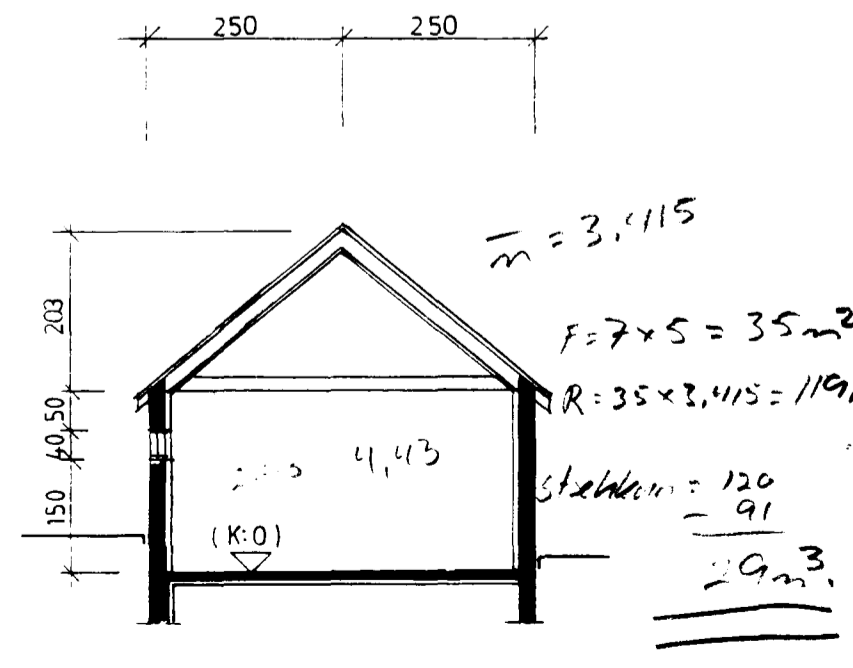 250 250
m = 3,415
203
F = 7 x 5 = 35 m²
50
R = 35 x 3,415 = 119,
40
4,43
150
= 120
- 91
(K:0)
29 m³.